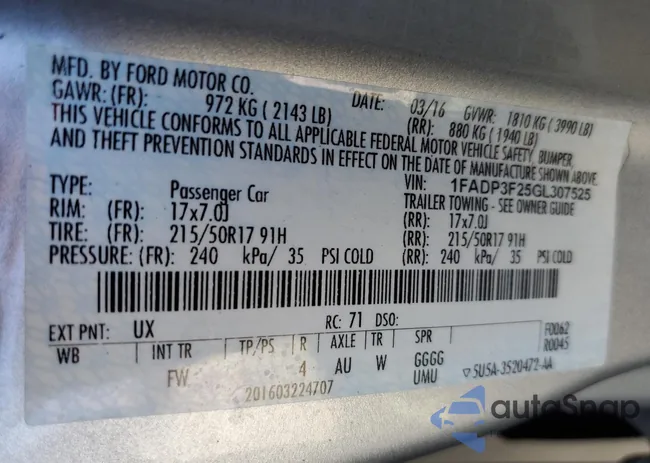 MFD. BY FORD MOTOR CO.
DATE: 03/16 GVWR: 1810 KG ( 3990 LB)
GAWR: (FR): 972 KG ( 2143 LB) (RR): 880 KG ( 1940 LB)
THIS VEHICLE CONFORMS TO ALL APPLICABLE FEDERAL MOTOR VEHICLE SAFETY, BUMPER,
AND THEFT PREVENTION STANDARDS IN EFFECT ON THE DATE OF MANUFACTURE SHOWN ABOVE.
VIN: 1FADP3F25GL307525
TYPE: Passenger Car TRAILER TOWING - SEE OWNER GUIDE
RIM: (FR): 17x7.0J (RR): 17x7.0J
TIRE: (FR): 215/50R17 91H (RR): 215/50R17 91H
PRESSURE: (FR): 240 kPa/ 35 PSI COLD (RR): 240 kPa/ 35 PSI COLD
EXT PNT: UX RC: 71 DSO: F0062
R0045
WB INT TR TP/PS R AXLE TR SPR
FW 4 AU W GGGG
UMU
201603224707
5U5A-3520472-AA
autoSnap